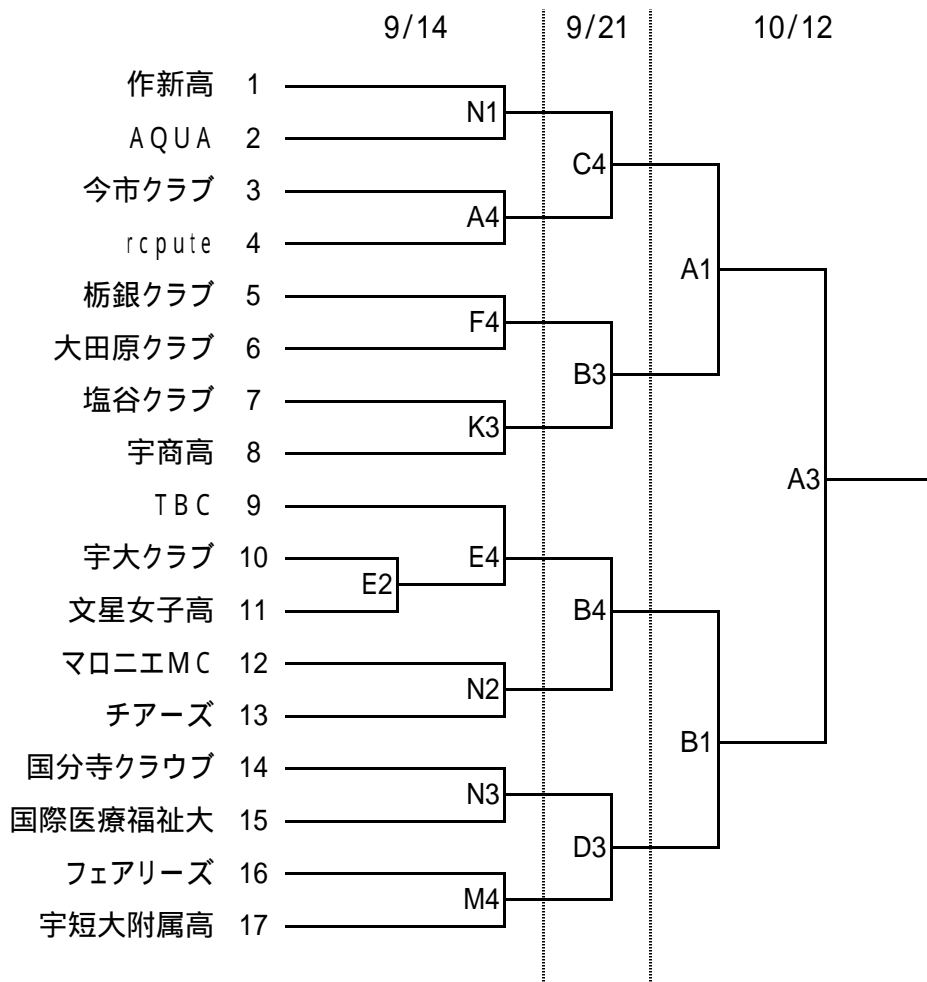 9/14 9/21 10/12
作新高 1
N1
AQUA 2
C4
今市クラブ 3
A4
rcpute 4
A1
栃銀クラブ 5
F4
大田原クラブ 6
B3
塩谷クラブ 7
K3
宇商高 8
A3
TBC 9
宇大クラブ 10
E4
E2
文星女子高 11
B4
マロニエMC 12
N2
チアーズ 13
B1
国分寺クラウブ 14
N3
国際医療福祉大 15
D3
フェアリーズ 16
M4
宇短大附属高 17